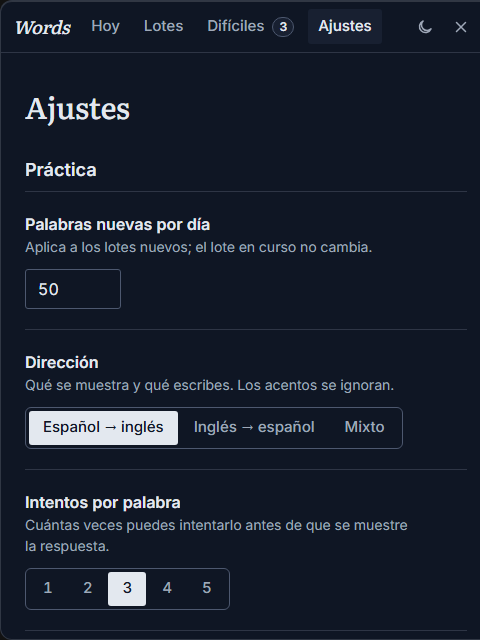 Words Hoy Lotes Difíciles 3 Ajustes
Ajustes
Práctica
Palabras nuevas por día
Aplica a los lotes nuevos; el lote en curso no cambia.
50
Dirección
Qué se muestra y qué escribes. Los acentos se ignoran.
Español → inglés Inglés → español Mixto
Intentos por palabra
Cuántas veces puedes intentarlo antes de que se muestre
la respuesta.
1 2 3 4 5